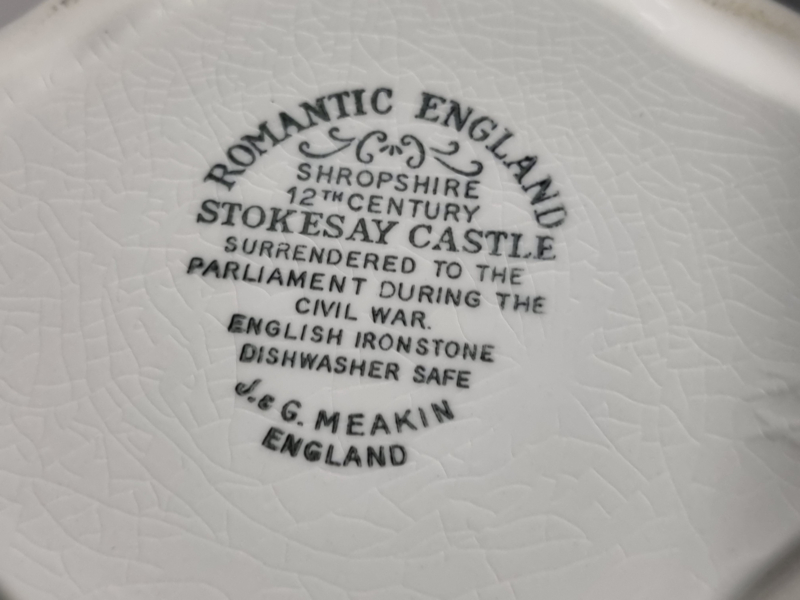 ROMANTIC ENGLAND
SHROPSHIRE
12TH CENTURY
STOKESAY CASTLE
SURRENDERED TO THE
PARLIAMENT DURING THE
CIVIL WAR.
ENGLISH IRONSTONE
DISHWASHER SAFE
J. & G. MEAKIN
ENGLAND